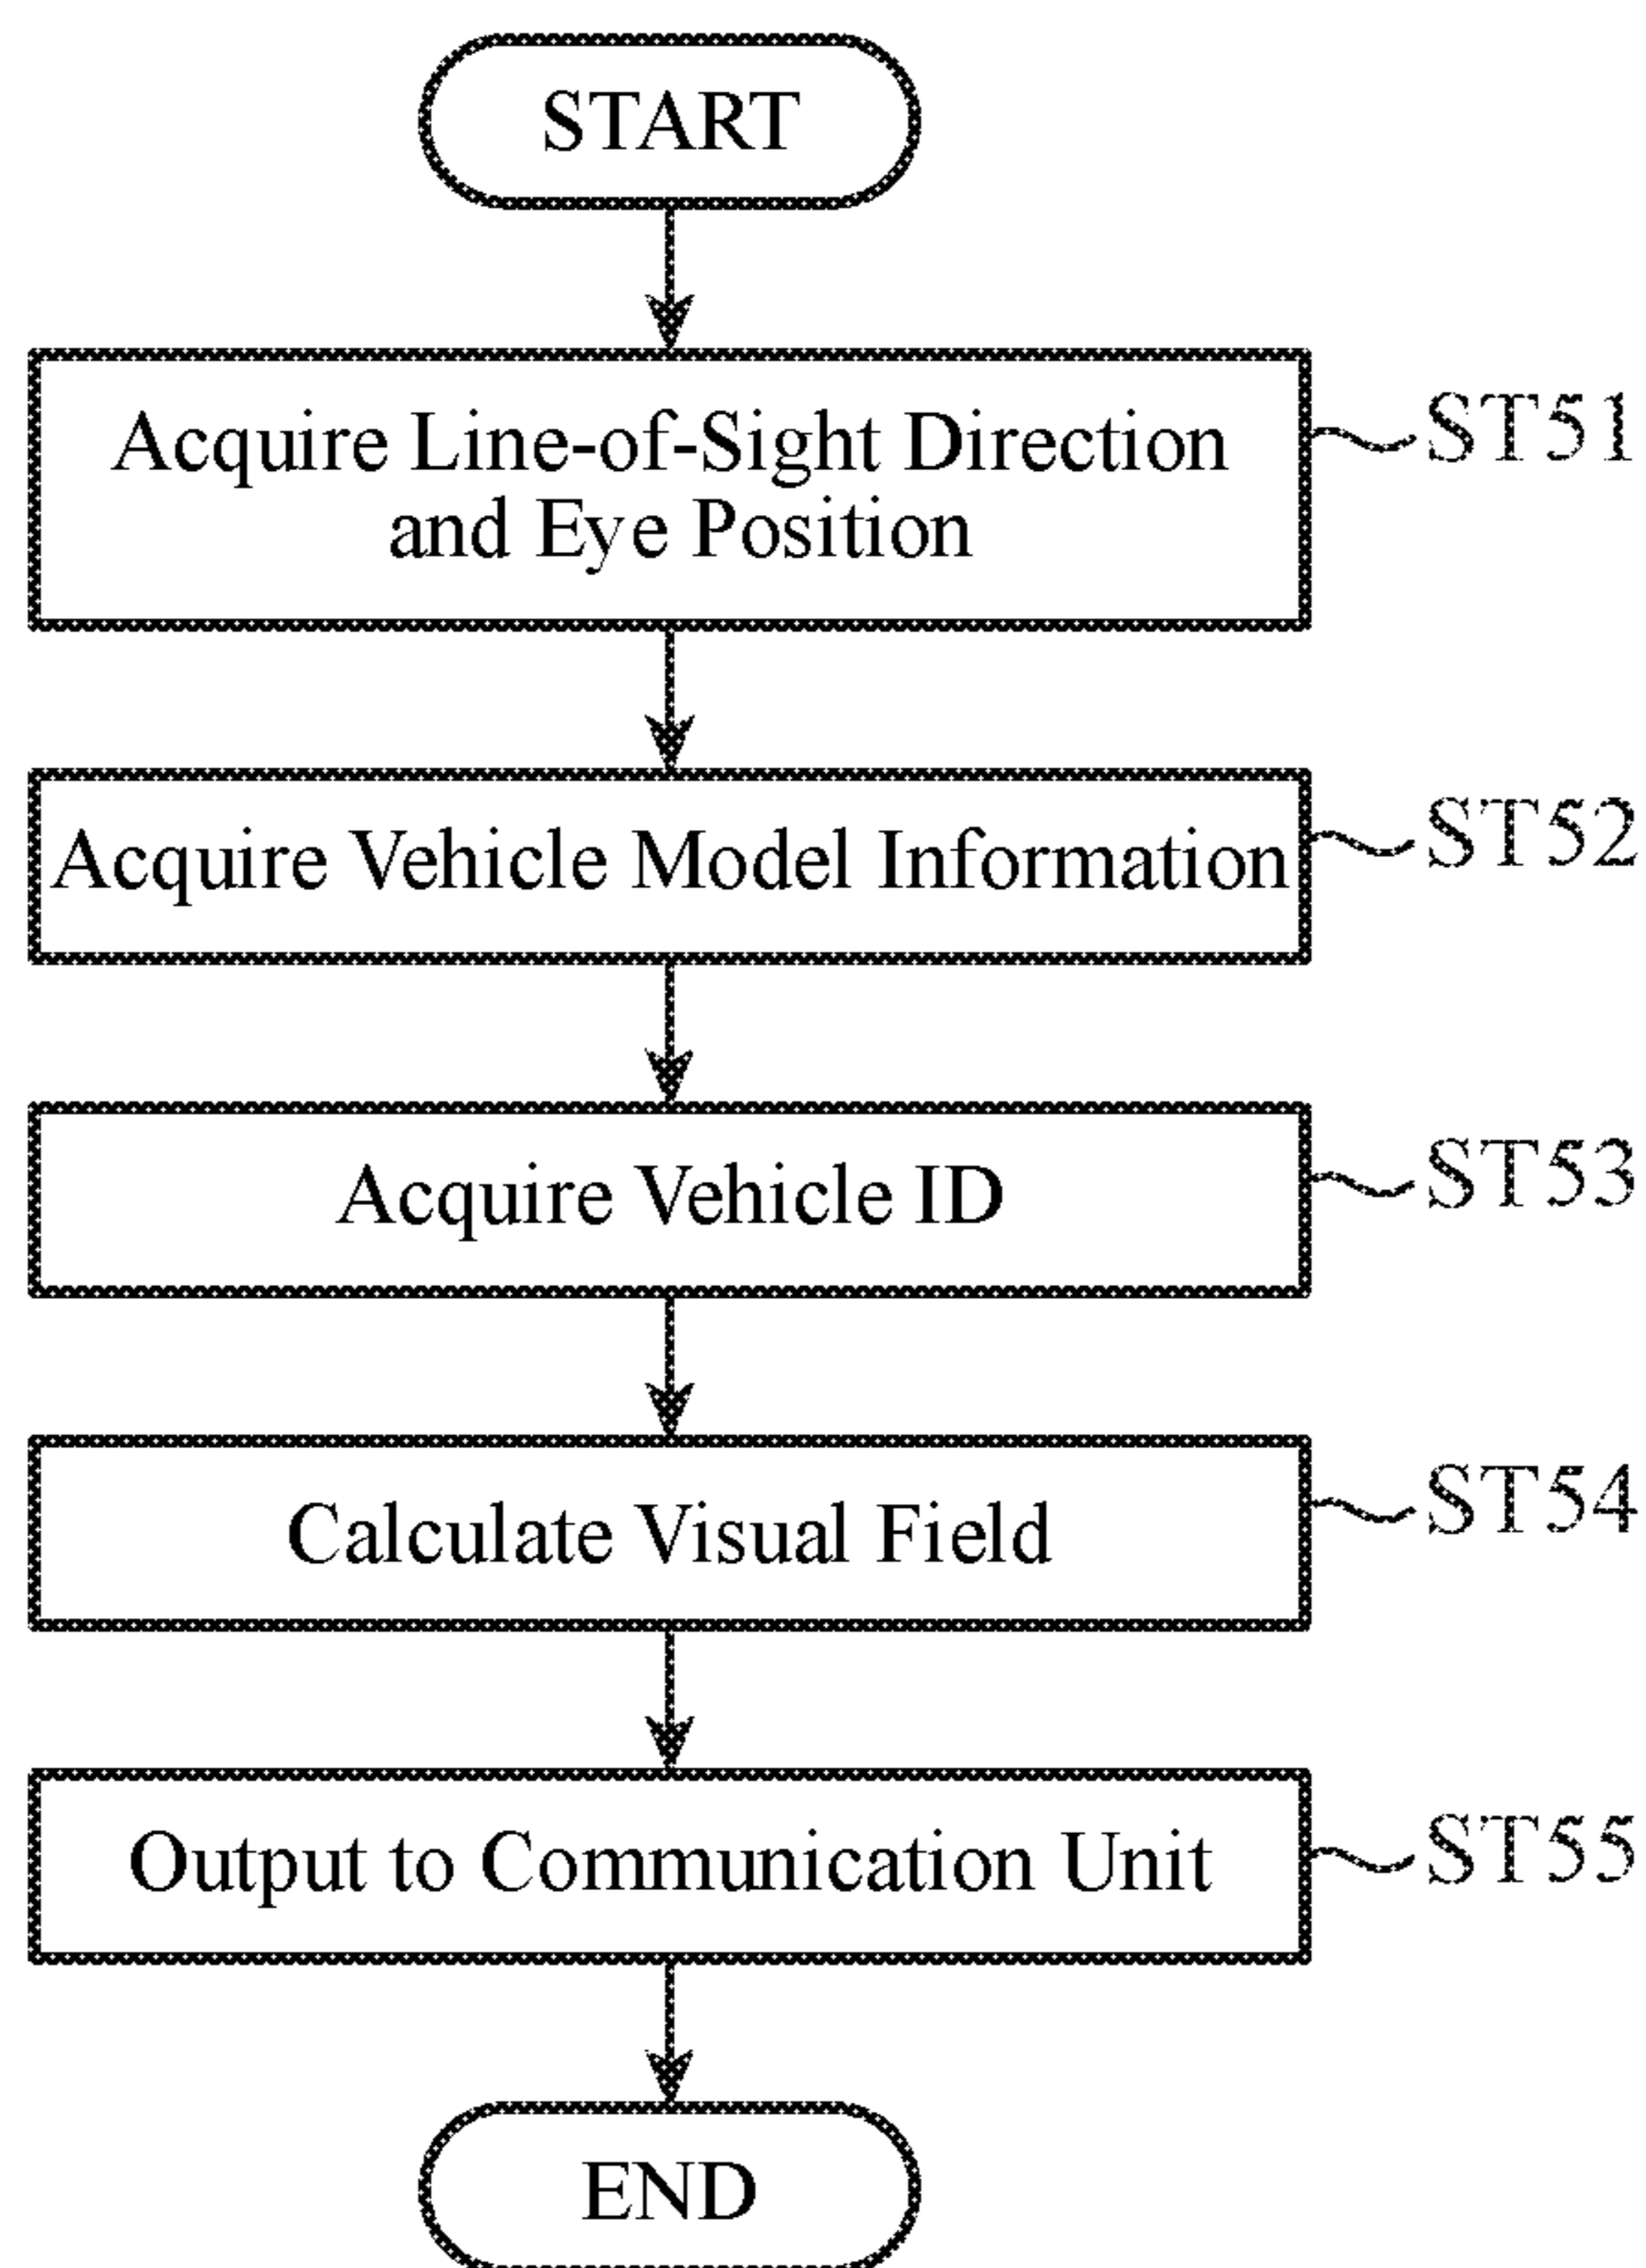 START
Acquire Line-of-Sight Direction
and Eye Position
ST51
Acquire Vehicle Model Information
ST52
Acquire Vehicle ID
ST53
Calculate Visual Field
ST54
Output to Communication Unit
ST55
END